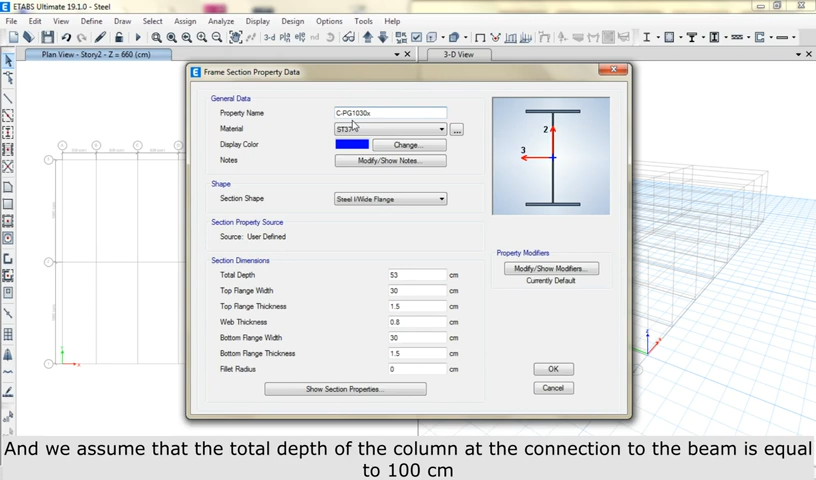 ETABS Ultimate 19.1.0 - Steel
File Edit View Define Draw Select Assign Analyze Display Design Options Tools Help
Plan View - Story2 - Z = 660 (cm)
3-D View
Frame Section Property Data
General Data
Property Name C-PG1030x
Material
Display Color Change...
Notes Modify/Show Notes...
Shape
Section Shape Steel I/Wide Flange
Section Property Source
Source: User Defined
Section Dimensions
Total Depth 53 cm
Top Flange Width 30 cm
Top Flange Thickness 1.5 cm
Web Thickness 0.8 cm
Bottom Flange Width 30 cm
Bottom Flange Thickness 1.5 cm
Fillet Radius 0 cm
Show Section Properties...
2
3
Property Modifiers
Modify/Show Modifiers...
Currently Default
OK
Cancel
And we assume that the total depth of the column at the connection to the beam is equal
to 100 cm